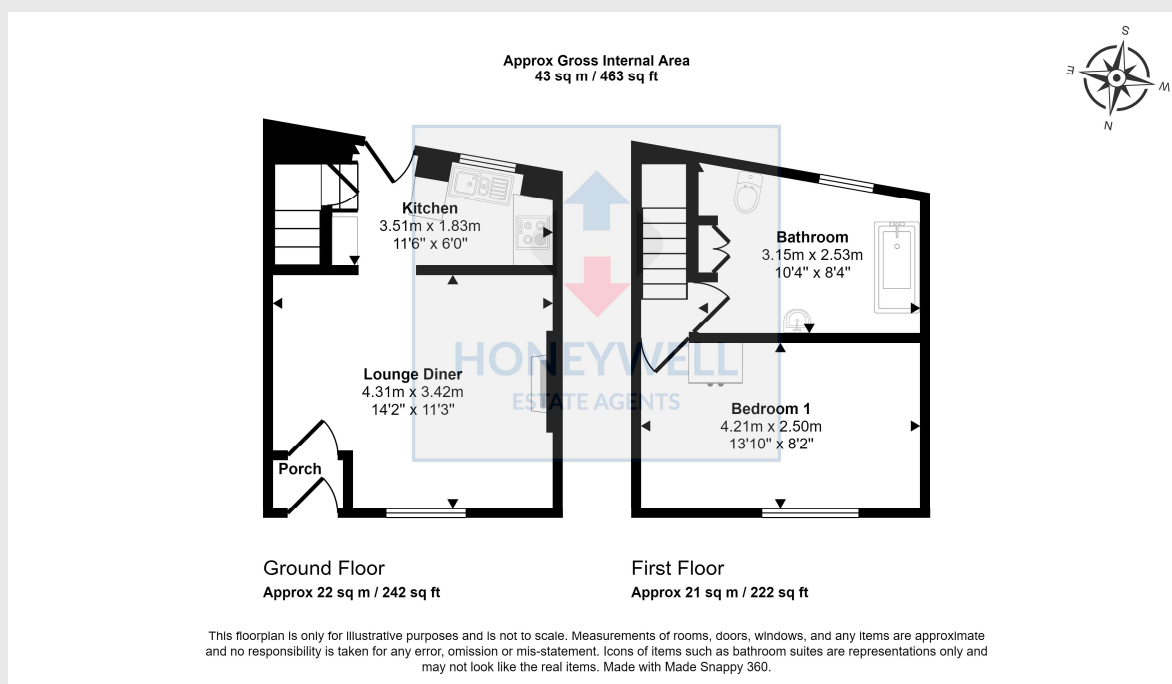 Approx Gross Internal Area
43 sq m / 463 sq ft
S
E
W
N
Kitchen
3.51m x 1.83m
11'6" x 6'0"
Lounge Diner
4.31m x 3.42m
14'2" x 11'3"
Porch
Bathroom
3.15m x 2.53m
10'4" x 8'4"
Bedroom 1
4.21m x 2.50m
13'10" x 8'2"
HONEYWELL
ESTATE AGENTS
Ground Floor
Approx 22 sq m / 242 sq ft
First Floor
Approx 21 sq m / 222 sq ft
This floorplan is only for illustrative purposes and is not to scale. Measurements of rooms, doors, windows, and any items are approximate
and no responsibility is taken for any error, omission or mis-statement. Icons of items such as bathroom suites are representations only and
may not look like the real items. Made with Made Snappy 360.